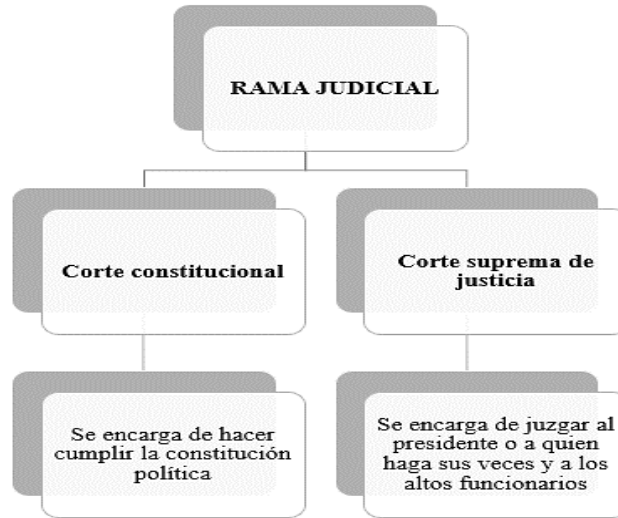 RAMA JUDICIAL
Corte constitucional
Corte suprema de
justicia
Se encarga de hacer
cumplir la constitución
política
Se encarga de juzgar al
presidente o a quien
haga sus veces y a los
altos funcionarios